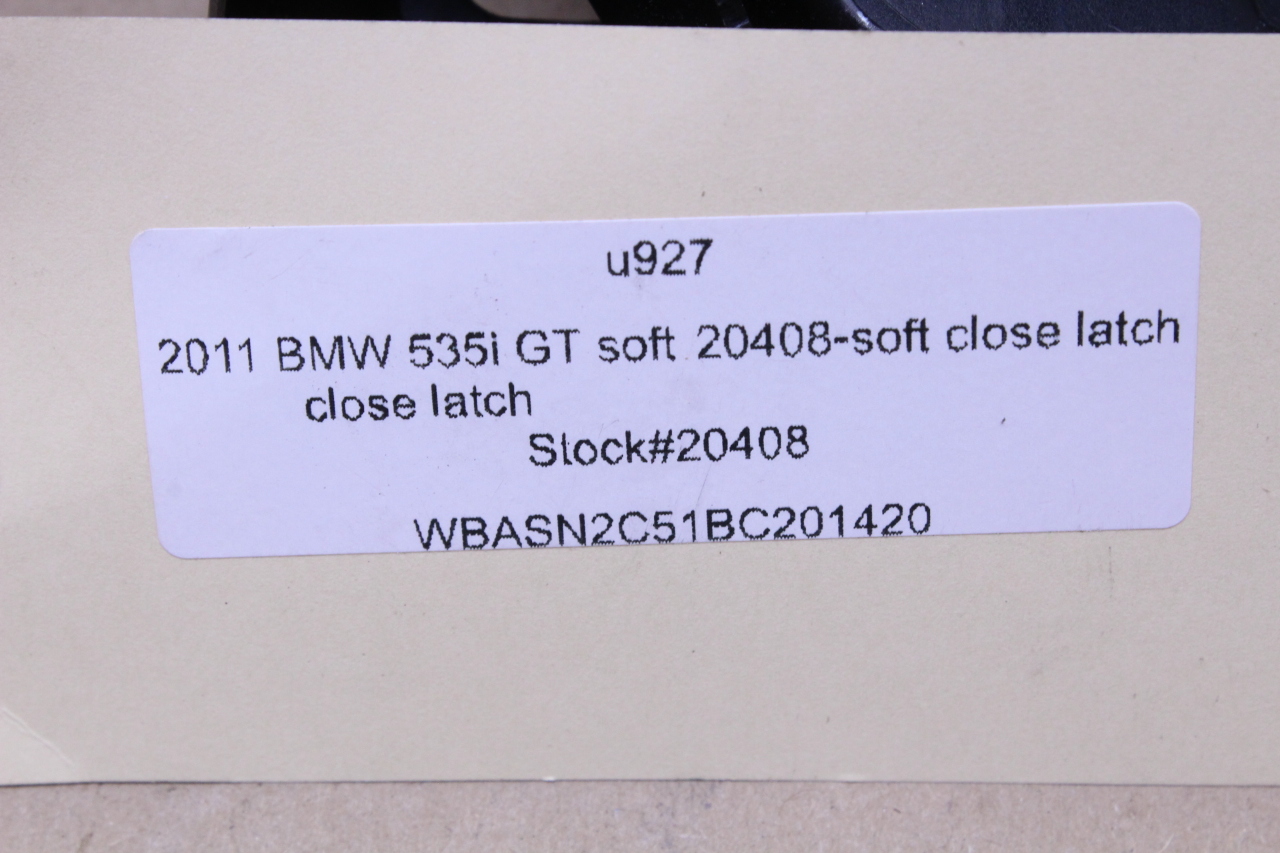 u927
2011 BMW 535i GT soft 20408-soft close latch
close latch
Stock#20408
WBASN2C51BC201420